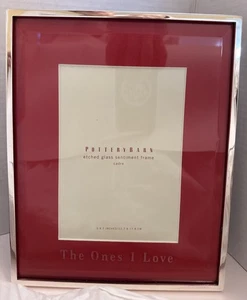 POTTERYBARN
etched glass sentiment frame
The Ones I Love